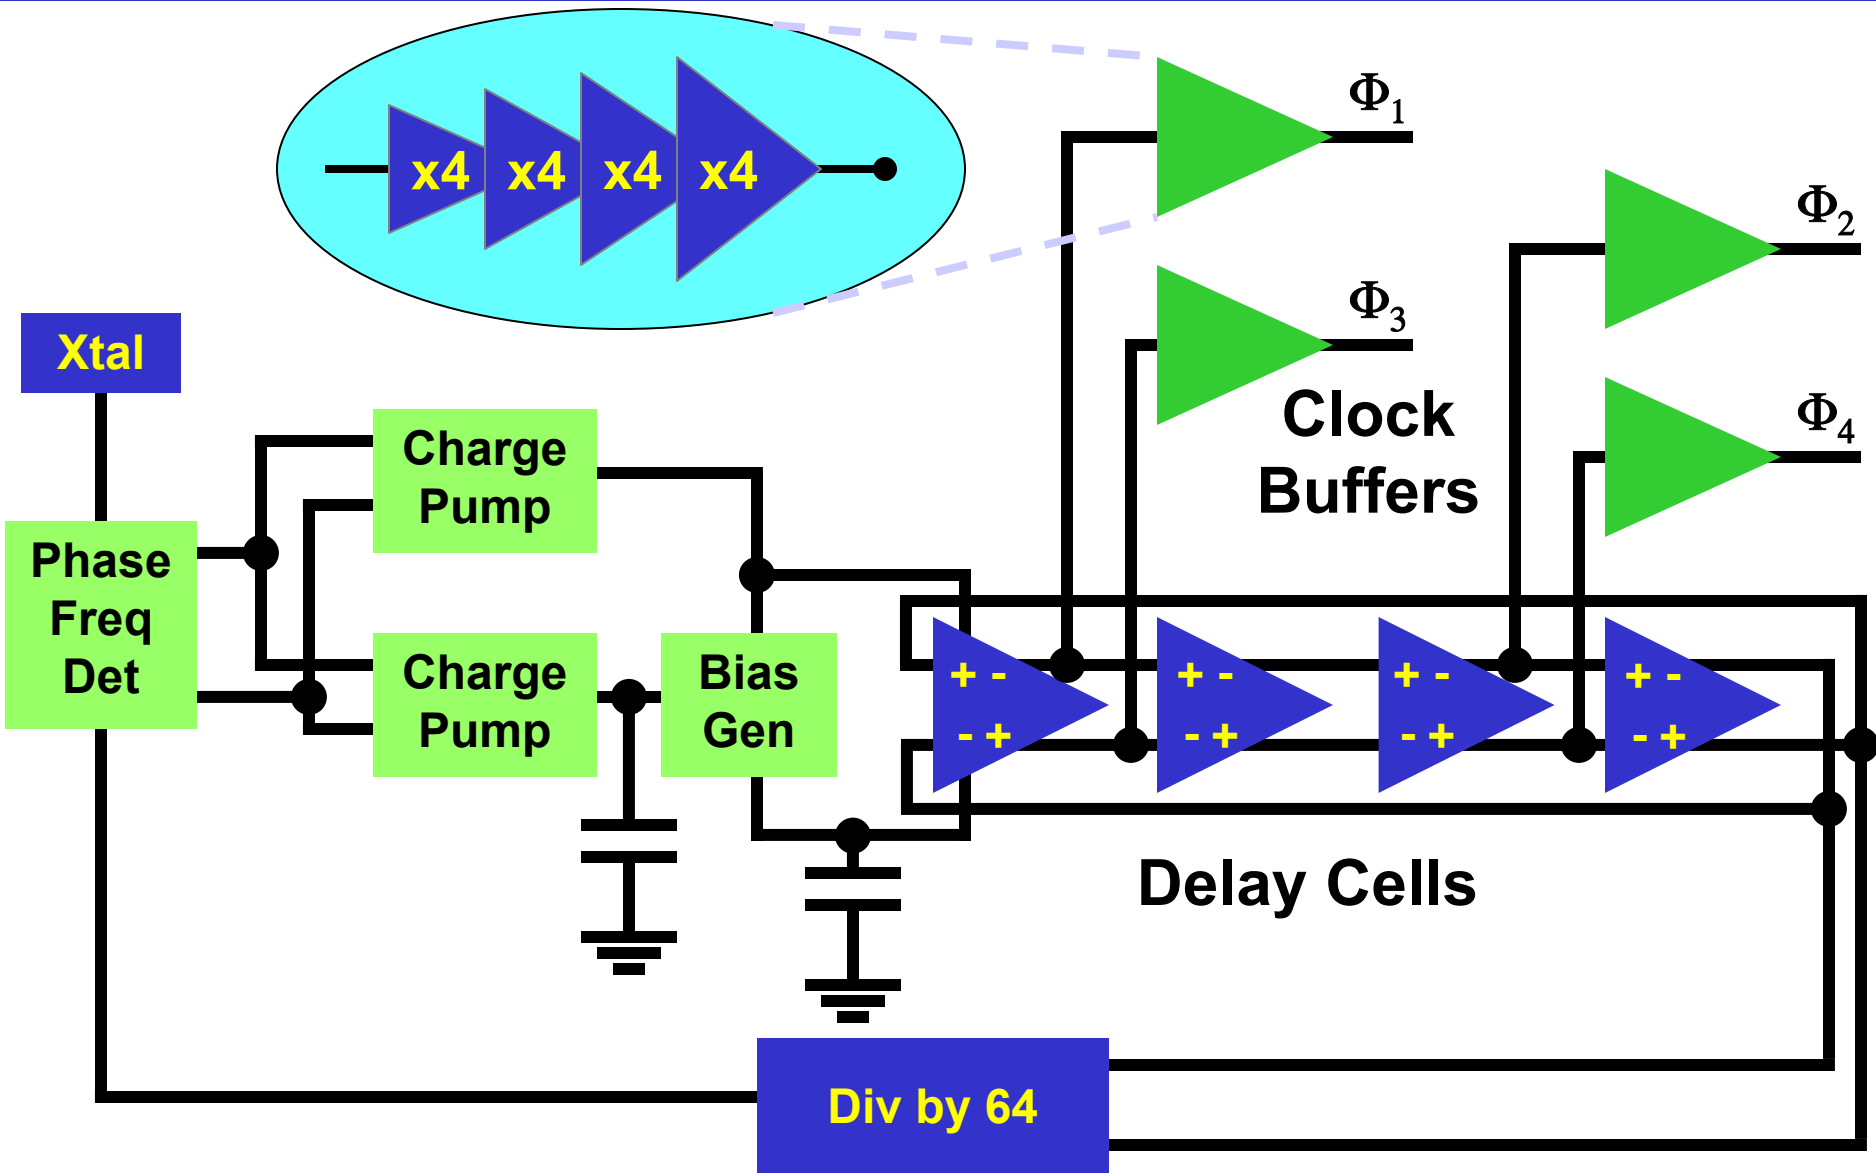 x4 x4 x4 x4
Φ1
Φ2
Φ3
Φ4
Clock
Buffers
Xtal
Charge
Pump
Phase
Freq
Det
Charge
Pump
Bias
Gen
+ -
- +
+ -
- +
+ -
- +
+ -
- +
Delay Cells
Div by 64